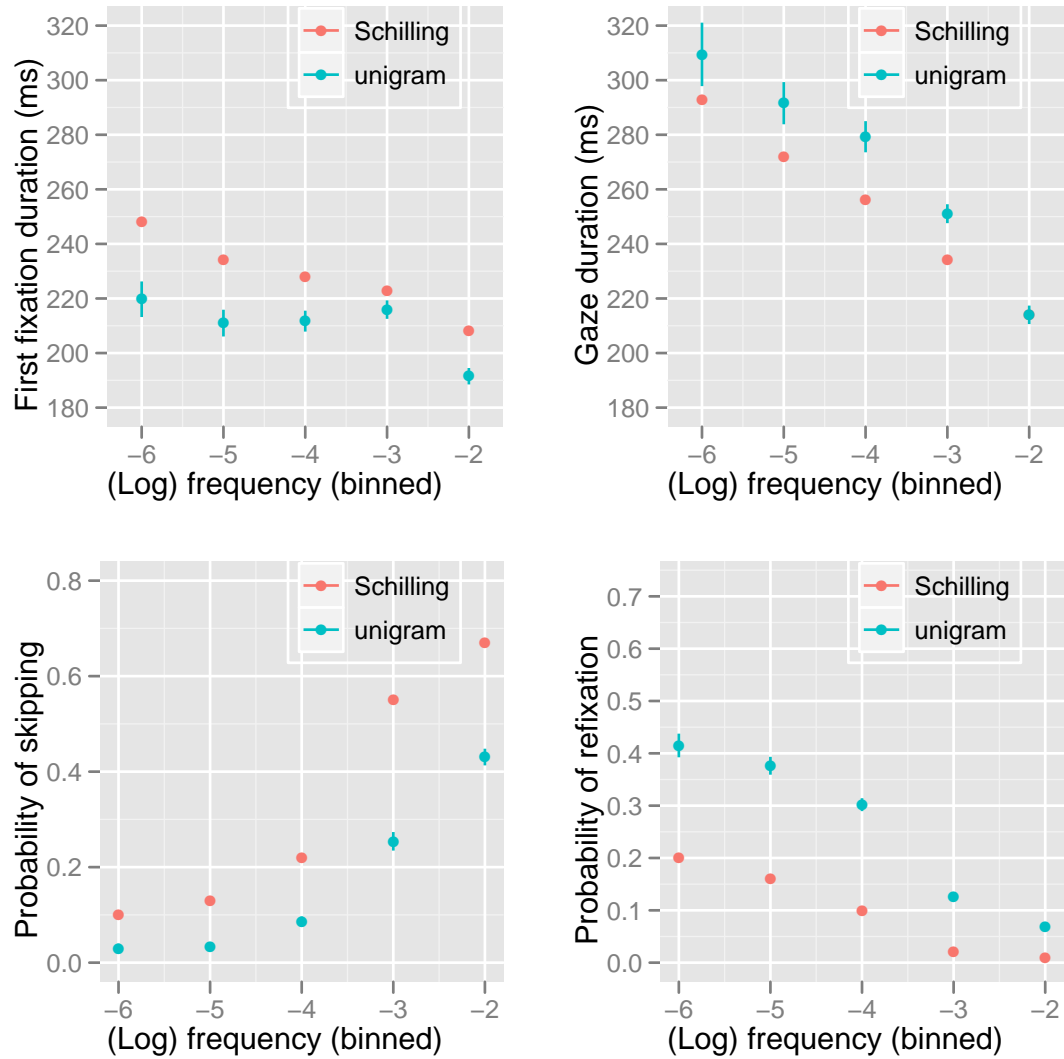 First fixation duration (ms)
320
300
280
260
240
220
200
180
Schilling
unigram
−6 −5 −4 −3 −2
(Log) frequency (binned)
Gaze duration (ms)
320
300
280
260
240
220
200
180
Schilling
unigram
−6 −5 −4 −3 −2
(Log) frequency (binned)
Probability of skipping
0.8
0.6
0.4
0.2
0.0
Schilling
unigram
−6 −5 −4 −3 −2
(Log) frequency (binned)
Probability of refixation
0.7
0.6
0.5
0.4
0.3
0.2
0.1
0.0
Schilling
unigram
−6 −5 −4 −3 −2
(Log) frequency (binned)